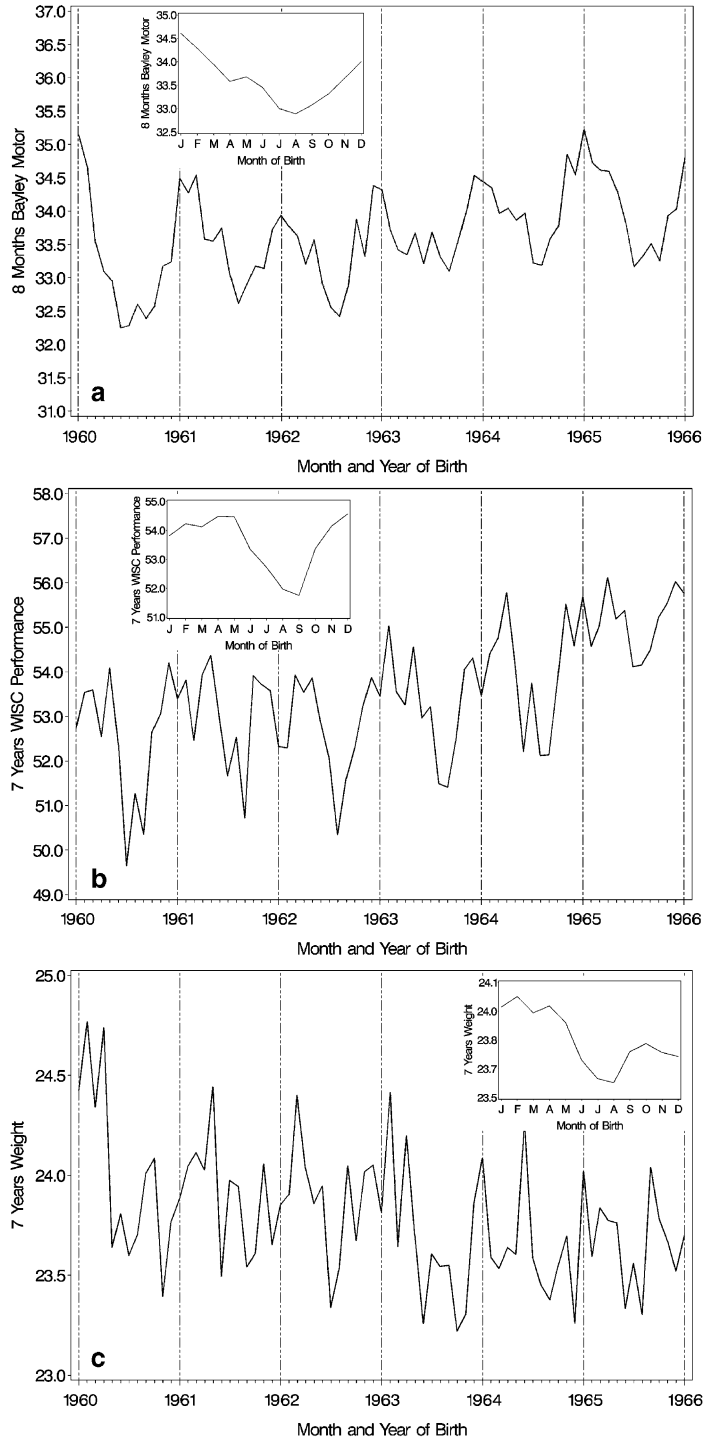 37.0
36.5
36.0
35.5
35.0
34.5
34.0
33.5
33.0
32.5
32.0
31.5
31.0
8 Months Bayley Motor
35.0
34.5
34.0
33.5
33.0
32.5
8 Months Bayley Motor
J F M A M J J A S O N D
Month of Birth
a
1960 1961 1962 1963 1964 1965 1966
Month and Year of Birth
58.0
57.0
56.0
55.0
54.0
53.0
52.0
51.0
50.0
49.0
7 Years WISC Performance
55.0
54.0
53.0
52.0
51.0
7 Years WISC Performance
J F M A M J J A S O N D
Month of Birth
b
1960 1961 1962 1963 1964 1965 1966
Month and Year of Birth
25.0
24.5
24.0
23.5
23.0
7 Years Weight
24.1
24.0
23.8
23.7
23.5
7 Years Weight
J F M A M J J A S O N D
Month of Birth
c
1960 1961 1962 1963 1964 1965 1966
Month and Year of Birth